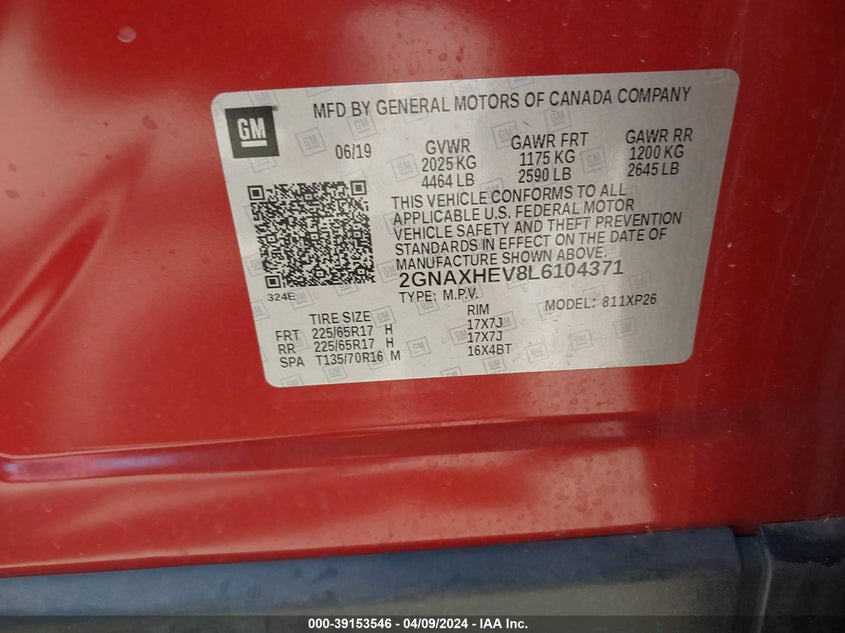 MFD BY GENERAL MOTORS OF CANADA COMPANY
GM
06/19 GVWR GAWR FRT GAWR RR
2025 KG 1175 KG 1200 KG
4464 LB 2590 LB 2645 LB
THIS VEHICLE CONFORMS TO ALL
APPLICABLE U.S. FEDERAL MOTOR
VEHICLE SAFETY AND THEFT PREVENTION
STANDARDS IN EFFECT ON THE DATE OF
MANUFACTURE SHOWN ABOVE.
2GNAXHEV8L6104371
324E
TYPE: M.P.V. MODEL: 811XP26
TIRE SIZE RIM
FRT 225/65R17 H 17X7J
RR 225/65R17 H 17X7J
SPA T135/70R16 M 16X4BT
000-39153546 - 04/09/2024 - IAA Inc.